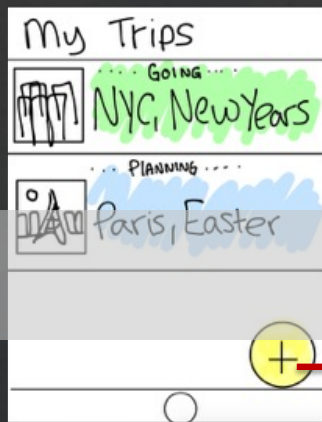 My Trips
.... GOING ....
NYC NewYears
... PLANNING ....
Paris, Easter
+